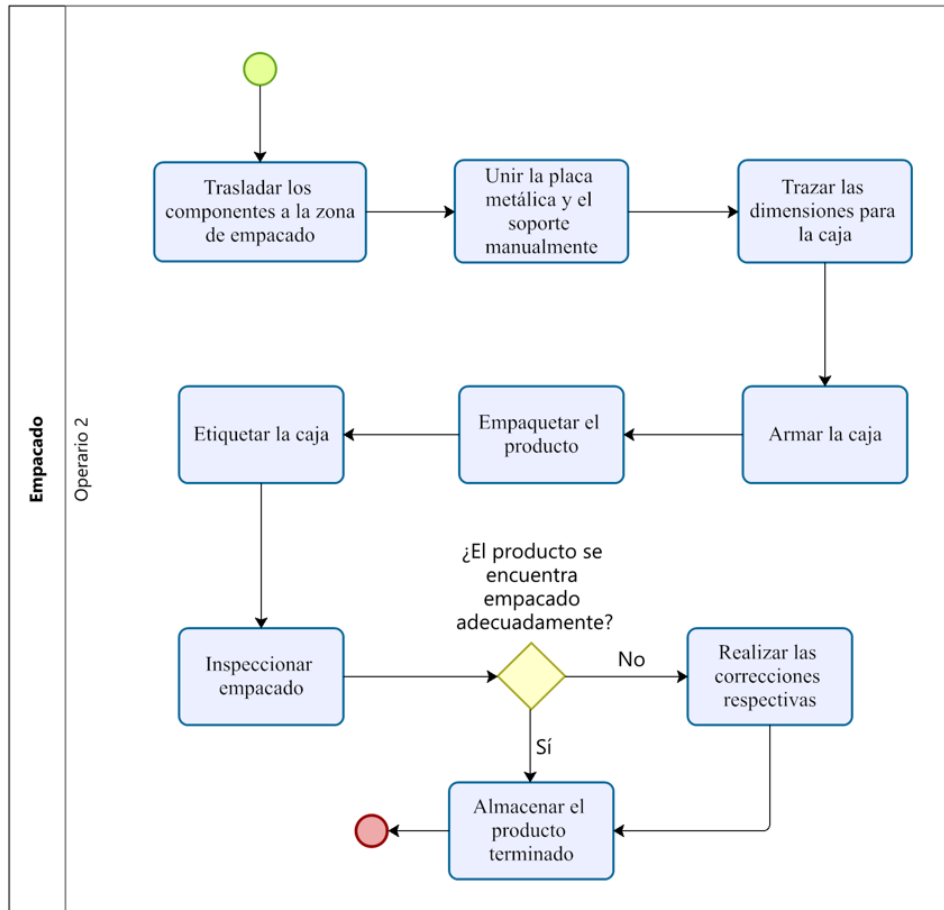 Empacado
Operario 2
Trasladar los
componentes a la zona
de empacado
Unir la placa
metálica y el
soporte
manualmente
Trazar las
dimensiones para
la caja
Armar la caja
Empaquetar el
producto
Etiquetar la caja
Inspeccionar
empacado
¿El producto se
encuentra
empacado
adecuadamente?
No
Realizar las
correcciones
respectivas
Sí
Almacenar el
producto
terminado